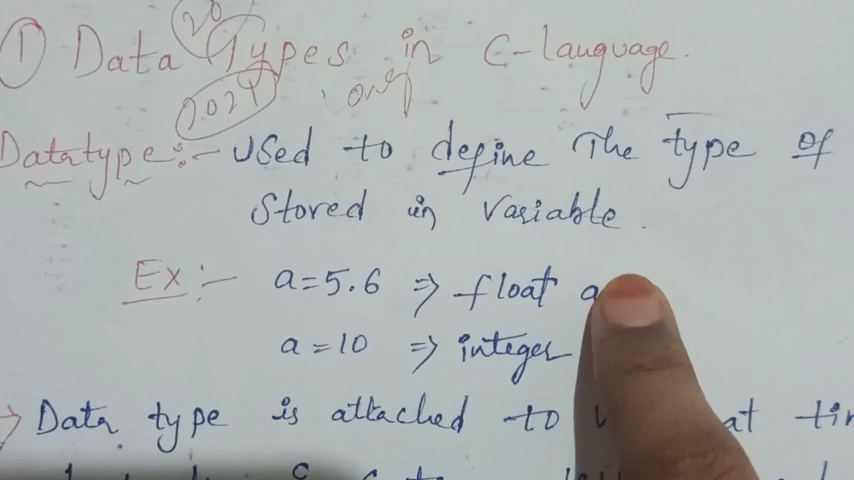 ① Data Types in C-language.
20
2024
Datatype:- Used to define The type of
Stored in Variable.
Ex:- a=5.6 => float a
a=10 => integer
→ Data type is attached to at